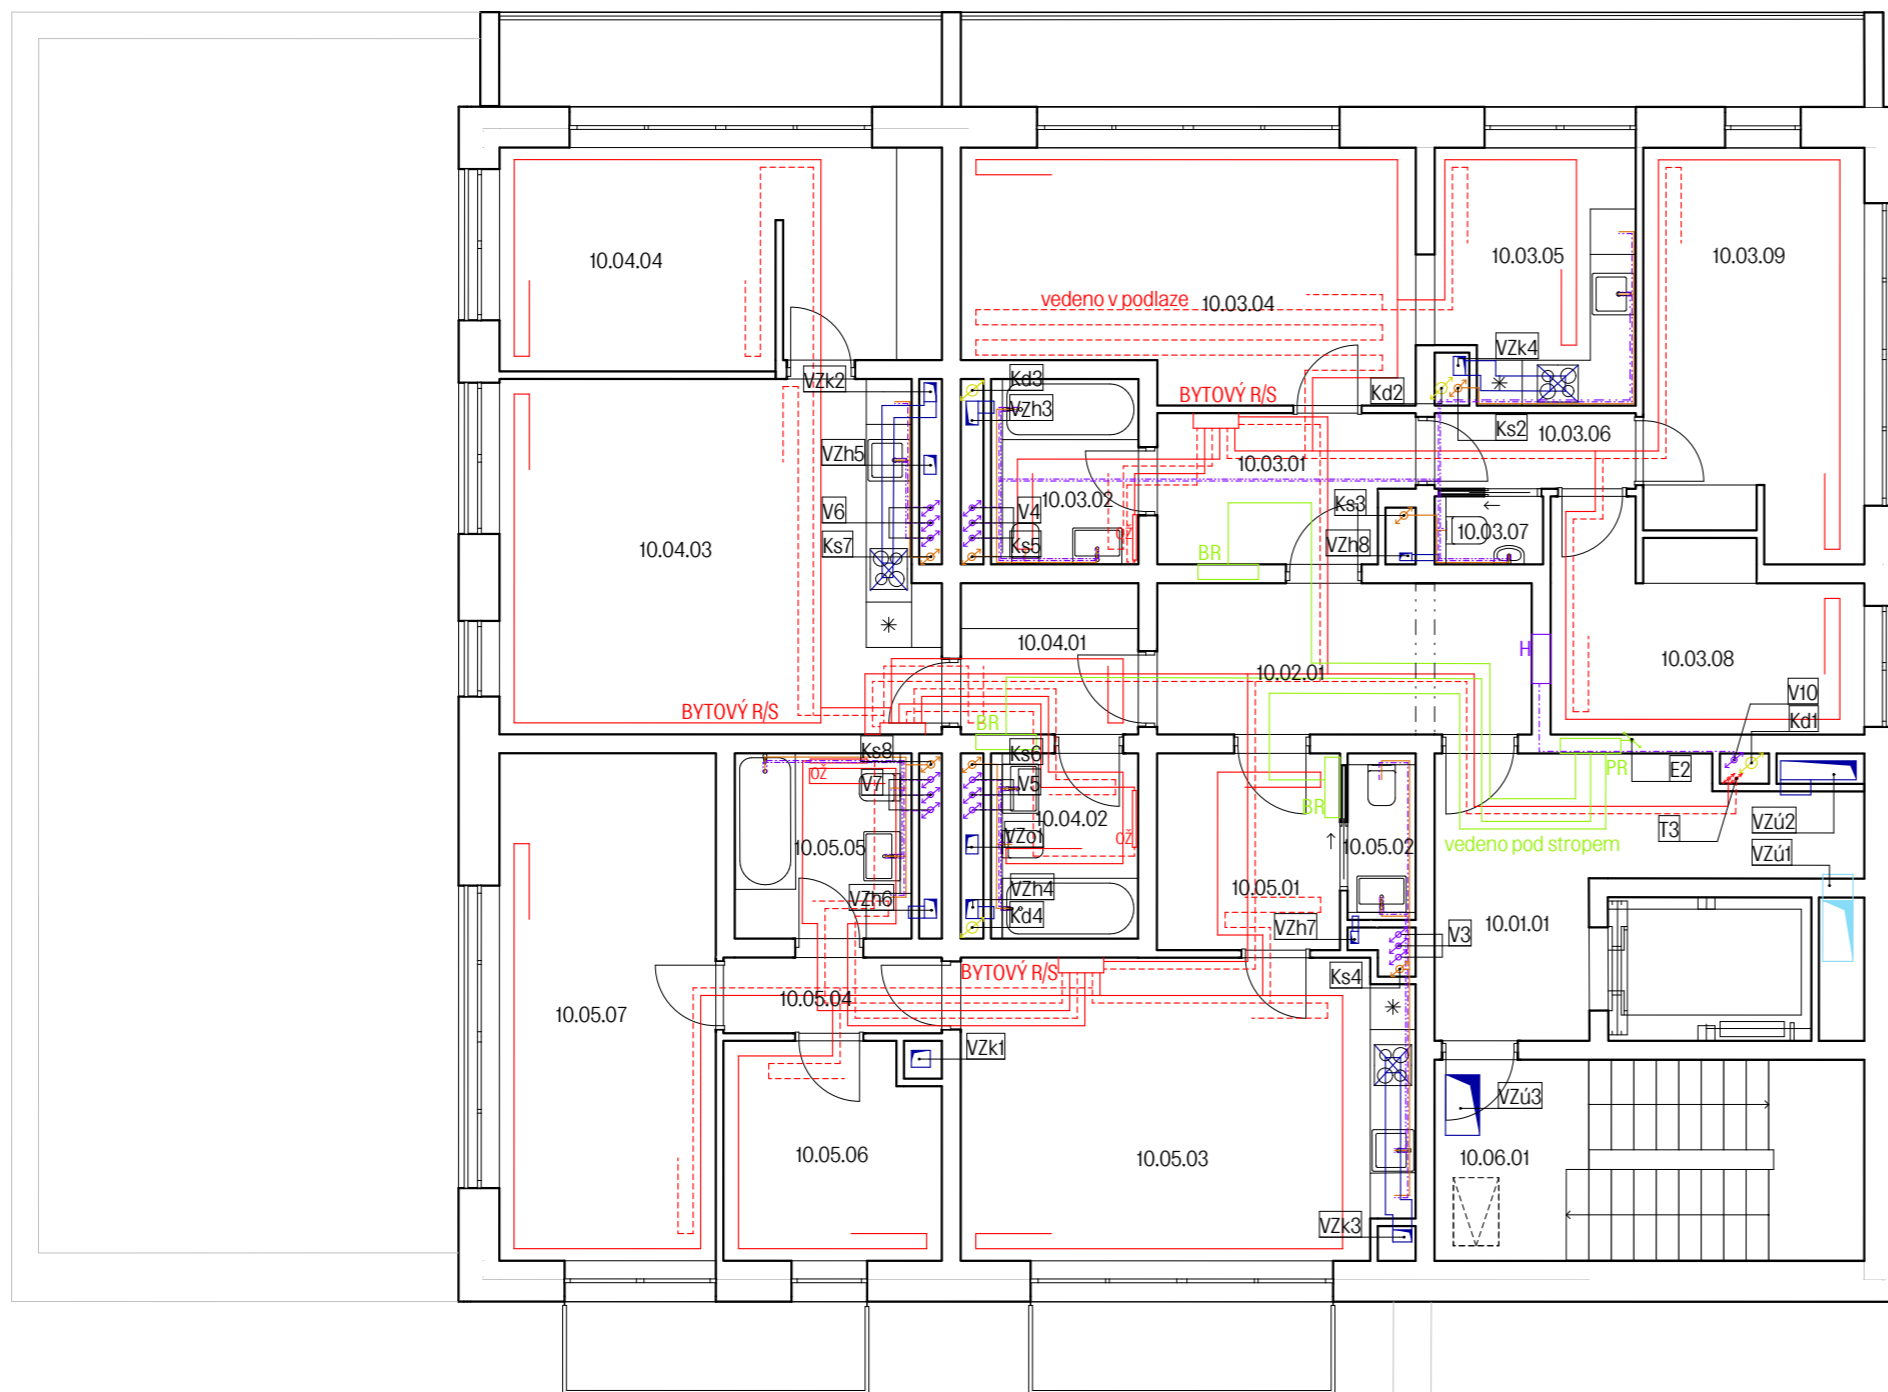 10.04.04
vedeno v podlaze
10.03.04
10.03.05
10.03.09
VZk4
VZk2
Kd3
Kd2
BYTOVÝ R/S
VZh3
Ks2
10.03.06
VZh5
10.03.01
10.03.02
V6
V4
Ks3
Ks7
Ks5
OŽ
VZh8
10.03.07
BR
10.04.03
10.04.01
10.02.01
H
10.03.08
V10
Kd1
BYTOVÝ R/S
BR
Ks8
Ks6
OŽ
V7
V5
PR
E2
BR
10.04.02
VZo1
OŽ
T3
VZú2
10.05.05
10.05.02
vedeno pod stropem
VZú1
VZh4
VZh6
10.05.01
Kd4
VZh7
10.01.01
V3
BYTOVÝ R/S
Ks4
10.05.04
10.05.07
VZk1
VZú3
10.05.06
10.05.03
10.06.01
VZk3